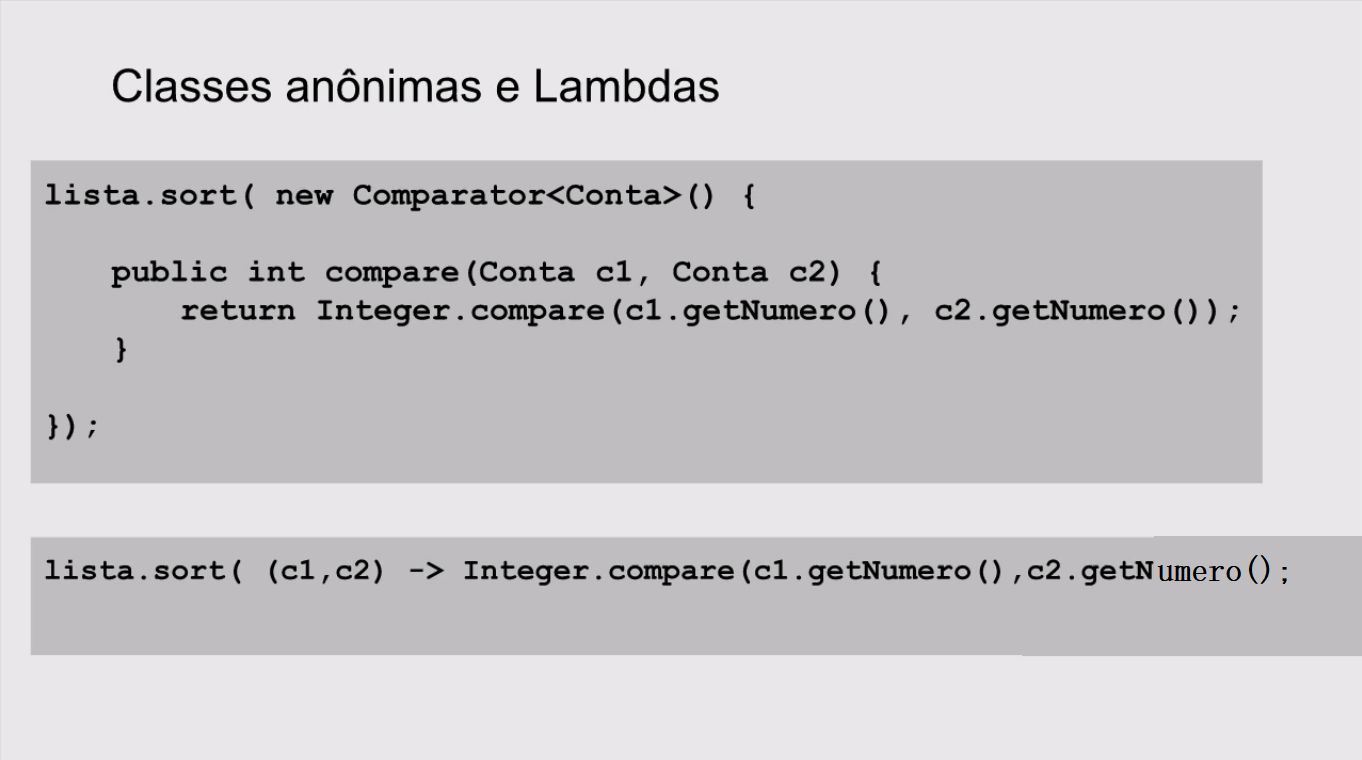 Classes anônimas e Lambdas
lista.sort( new Comparator<Conta>() {
public int compare(Conta c1, Conta c2) {
return Integer.compare(c1.getNumero(), c2.getNumero());
}
});
lista.sort( (c1,c2) -> Integer.compare(c1.getNumero(),c2.getNumero();